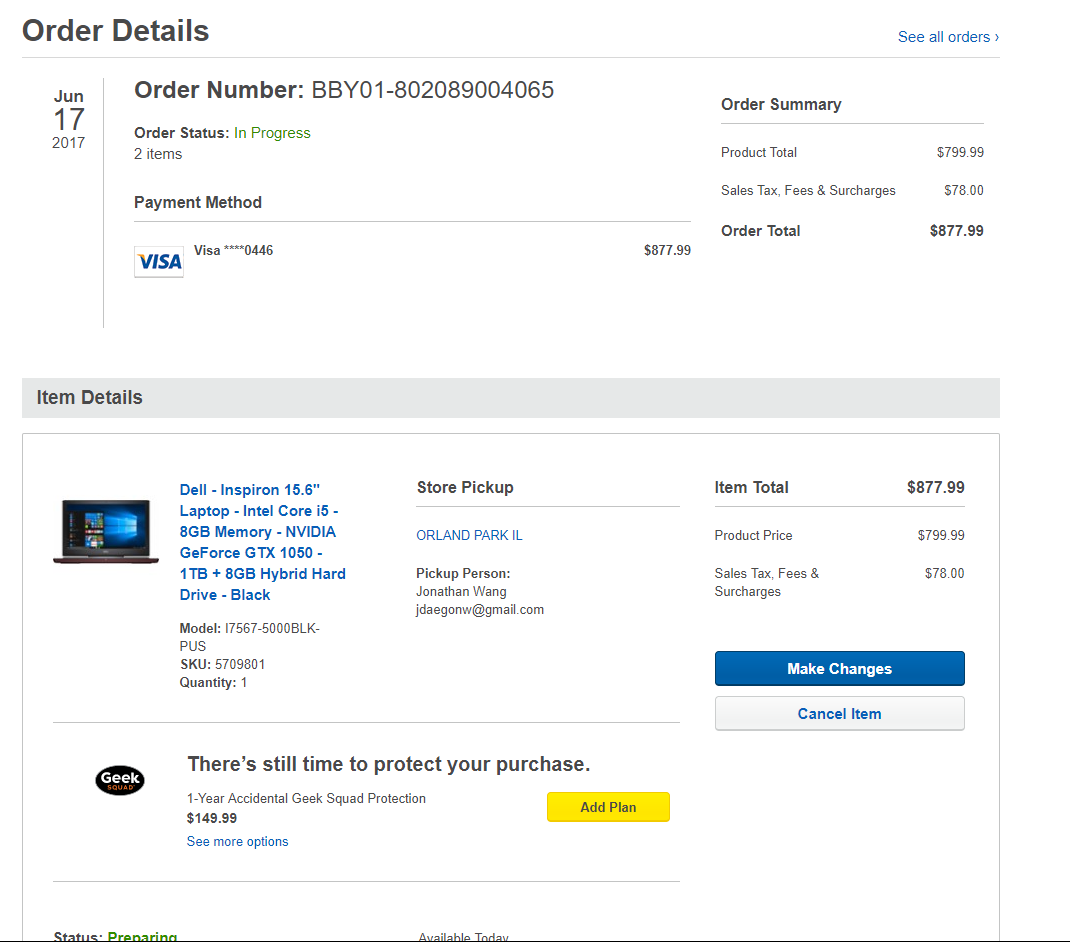 Order Details
See all orders ›
Jun
17
2017
Order Number: BBY01-802089004065
Order Status: In Progress
2 items
Payment Method
VISA
Visa ****0446
$877.99
Order Summary
Product Total $799.99
Sales Tax, Fees & Surcharges $78.00
Order Total $877.99
Item Details
Dell - Inspiron 15.6"
Laptop - Intel Core i5 -
8GB Memory - NVIDIA
GeForce GTX 1050 -
1TB + 8GB Hybrid Hard
Drive - Black
Model: I7567-5000BLK-
PUS
SKU: 5709801
Quantity: 1
Store Pickup
ORLAND PARK IL
Pickup Person:
Jonathan Wang
jdaegonw@gmail.com
Item Total $877.99
Product Price $799.99
Sales Tax, Fees & $78.00
Surcharges
Make Changes
Cancel Item
Geek
SQUAD
There’s still time to protect your purchase.
1-Year Accidental Geek Squad Protection
$149.99
See more options
Add Plan
Status: Preparing
Available Today